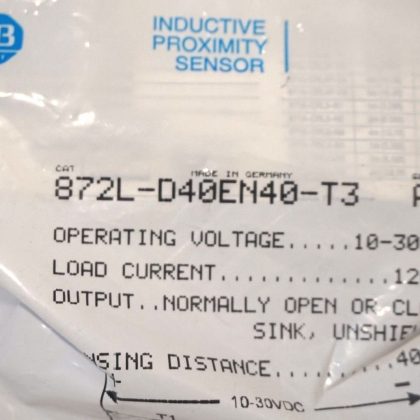 B
INDUCTIVE
PROXIMITY
SENSOR
CAT
MADE IN GERMANY
872L-D40EN40-T3
OPERATING VOLTAGE.....10-30
LOAD CURRENT............12
OUTPUT..NORMALLY OPEN OR CL
SINK, UNSHIE
SING DISTANCE.........40
10-30VDC
T1